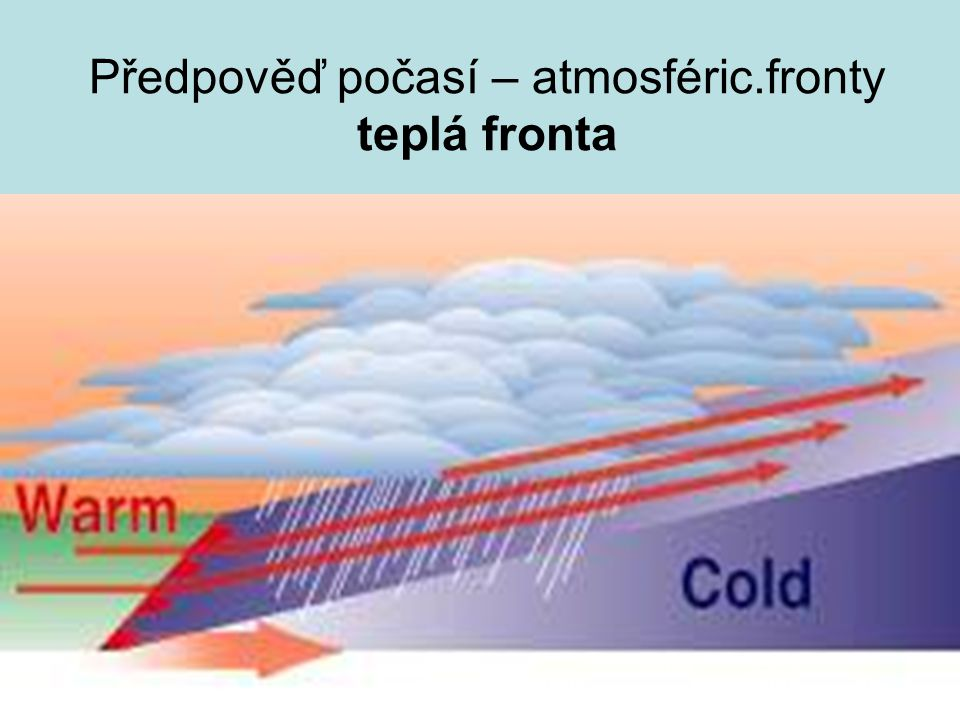 Předpověď počasí – atmosféric.fronty
teplá fronta
Warm
Cold